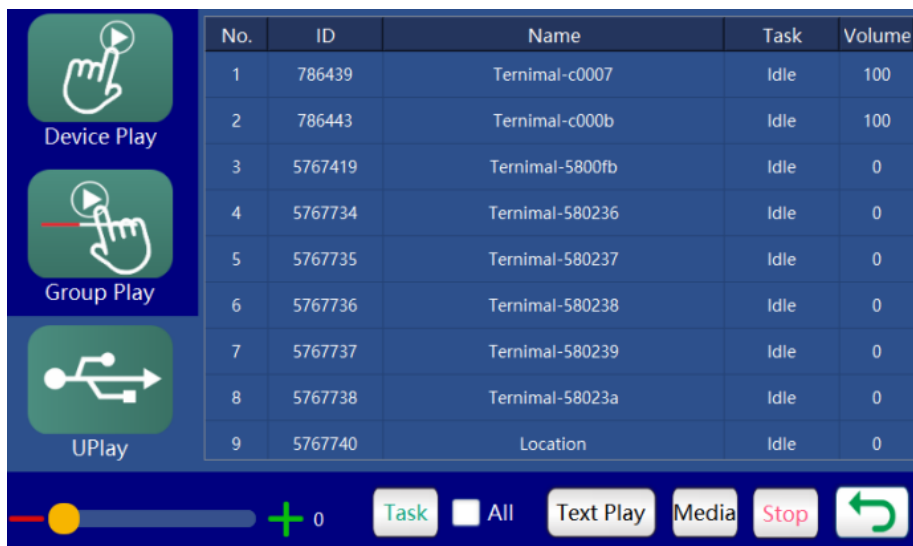 Device Play
Group Play
UPlay
No. ID Name Task Volume
1 786439 Ternimal-c0007 Idle 100
2 786443 Ternimal-c000b Idle 100
3 5767419 Ternimal-5800fb Idle 0
4 5767734 Ternimal-580236 Idle 0
5 5767735 Ternimal-580237 Idle 0
6 5767736 Ternimal-580238 Idle 0
7 5767737 Ternimal-580239 Idle 0
8 5767738 Ternimal-58023a Idle 0
9 5767740 Location Idle 0
0 Task All Text Play Media Stop